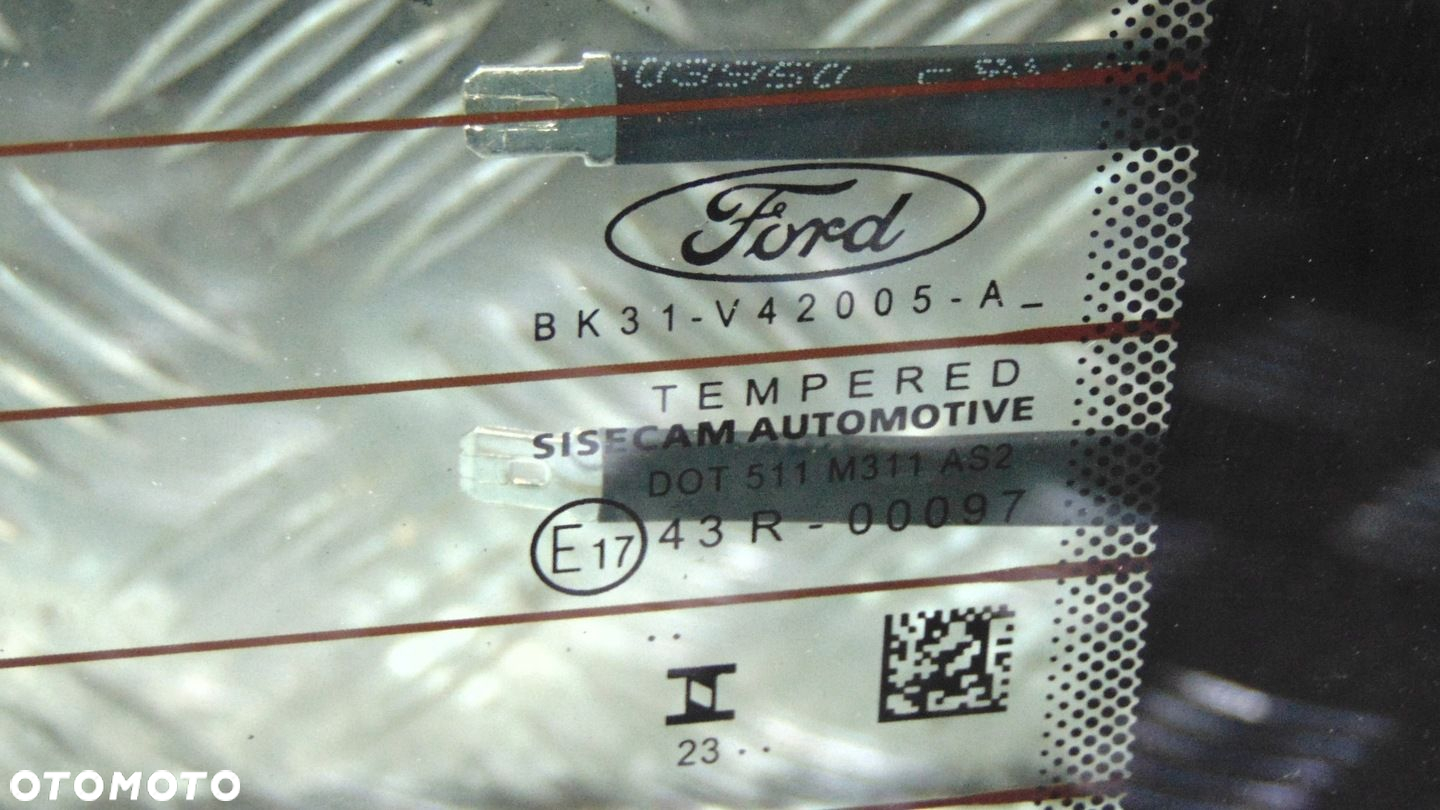 Ford
BK31-V42005-A_
TEMPERED
SISECAM AUTOMOTIVE
DOT 511 M311 AS2
E17 43R-00097
..
23 ..
OTOMOTO